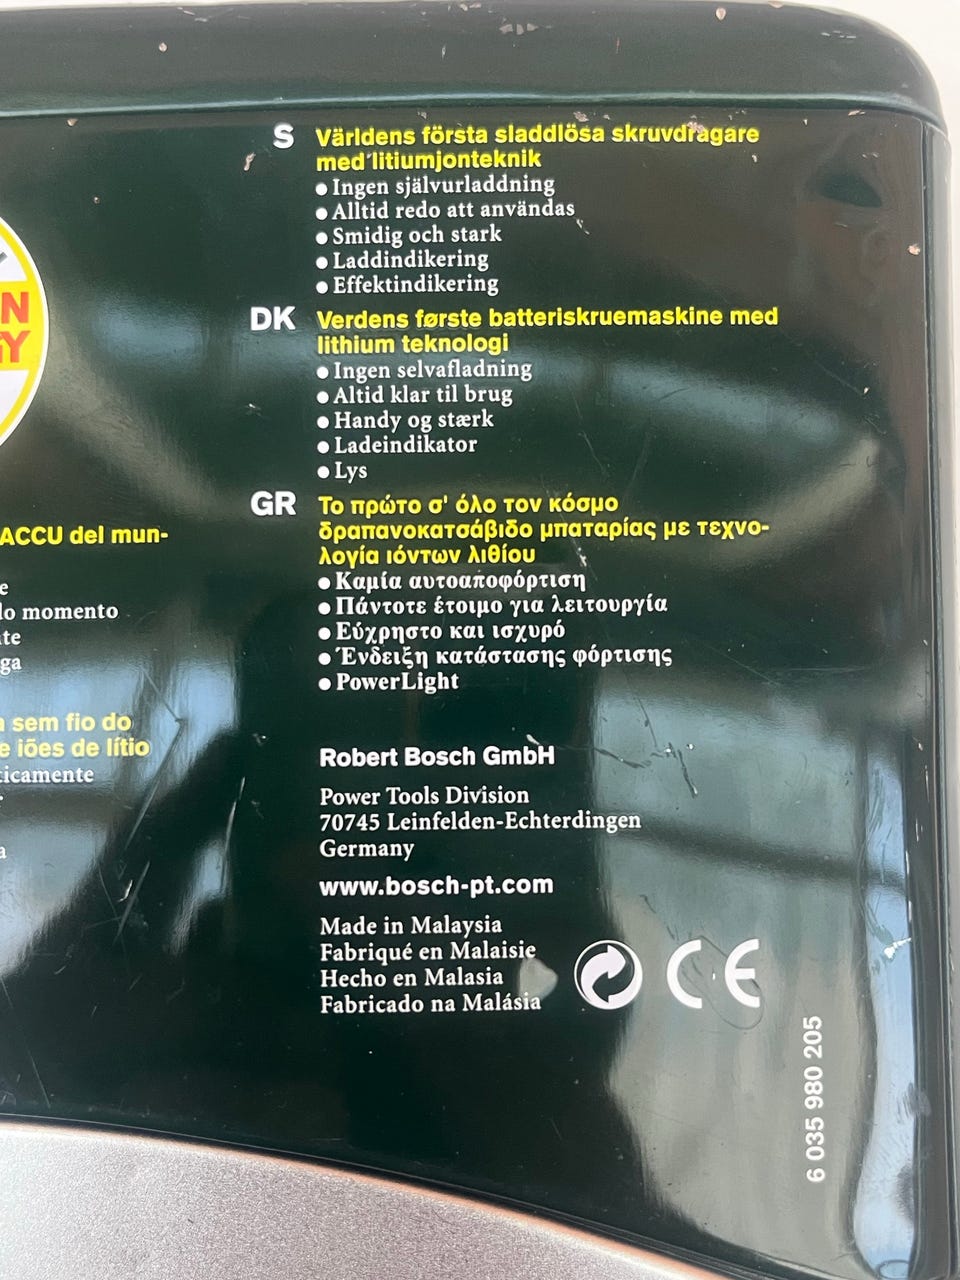 N
GY
ACCU del mun-
e
lo momento
te
ga
sem fio do
e iões de lítio
ticamente
a
S Världens första sladdlösa skruvdragare
med litiumjonteknik
● Ingen självurladdning
● Alltid redo att användas
● Smidig och stark
● Laddindikering
● Effektindikering
DK Verdens første batteriskruemaskine med
lithium teknologi
● Ingen selvafladning
● Altid klar til brug
● Handy og stærk
● Ladeindikator
● Lys
GR Το πρώτο σ' όλο τον κόσμο
δραπανοκατσάβιδο μπαταρίας με τεχνο-
λογία ιόντων λιθίου
● Καμία αυτοαποφόρτιση
● Πάντοτε έτοιμο για λειτουργία
● Εύχρηστο και ισχυρό
● Ένδειξη κατάστασης φόρτισης
● PowerLight
Robert Bosch GmbH
Power Tools Division
70745 Leinfelden-Echterdingen
Germany
www.bosch-pt.com
Made in Malaysia
Fabriqué en Malaisie
Hecho en Malasia
Fabricado na Malásia
CE
6 035 980 205